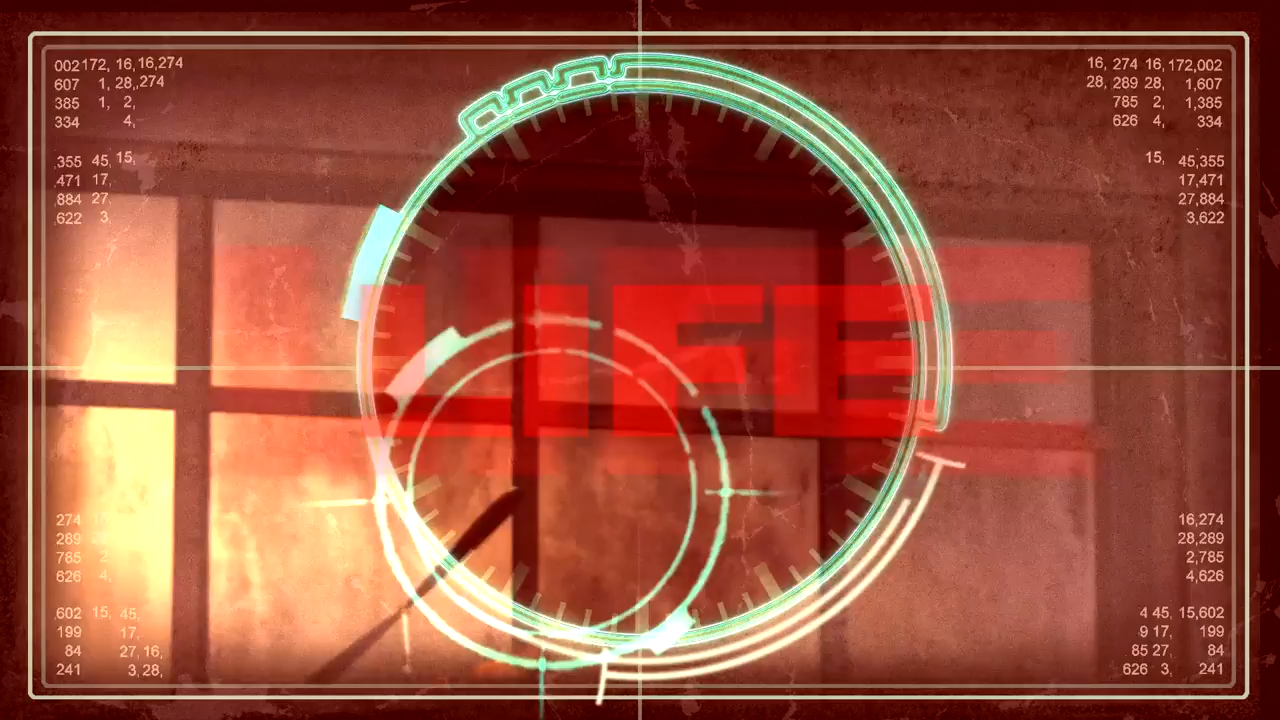 002172, 16,16,274
607 1, 28,,274
385 1, 2,
334 4,
,355 45, 15,
,471 17,
,884 27,
,622 3,
16, 274 16, 172,002
28, 289 28, 1,607
785 2, 1,385
626 4, 334
15, 45,355
17,471
27,884
3,622
LIFE
274
289
785 2
626 4,
,602 15, 45,
199 17,
84 27,16,
241 3,28,
16,274
28,289
2,785
4,626
4 45, 15,602
9 17, 199
85 27, 84
626 3, 241